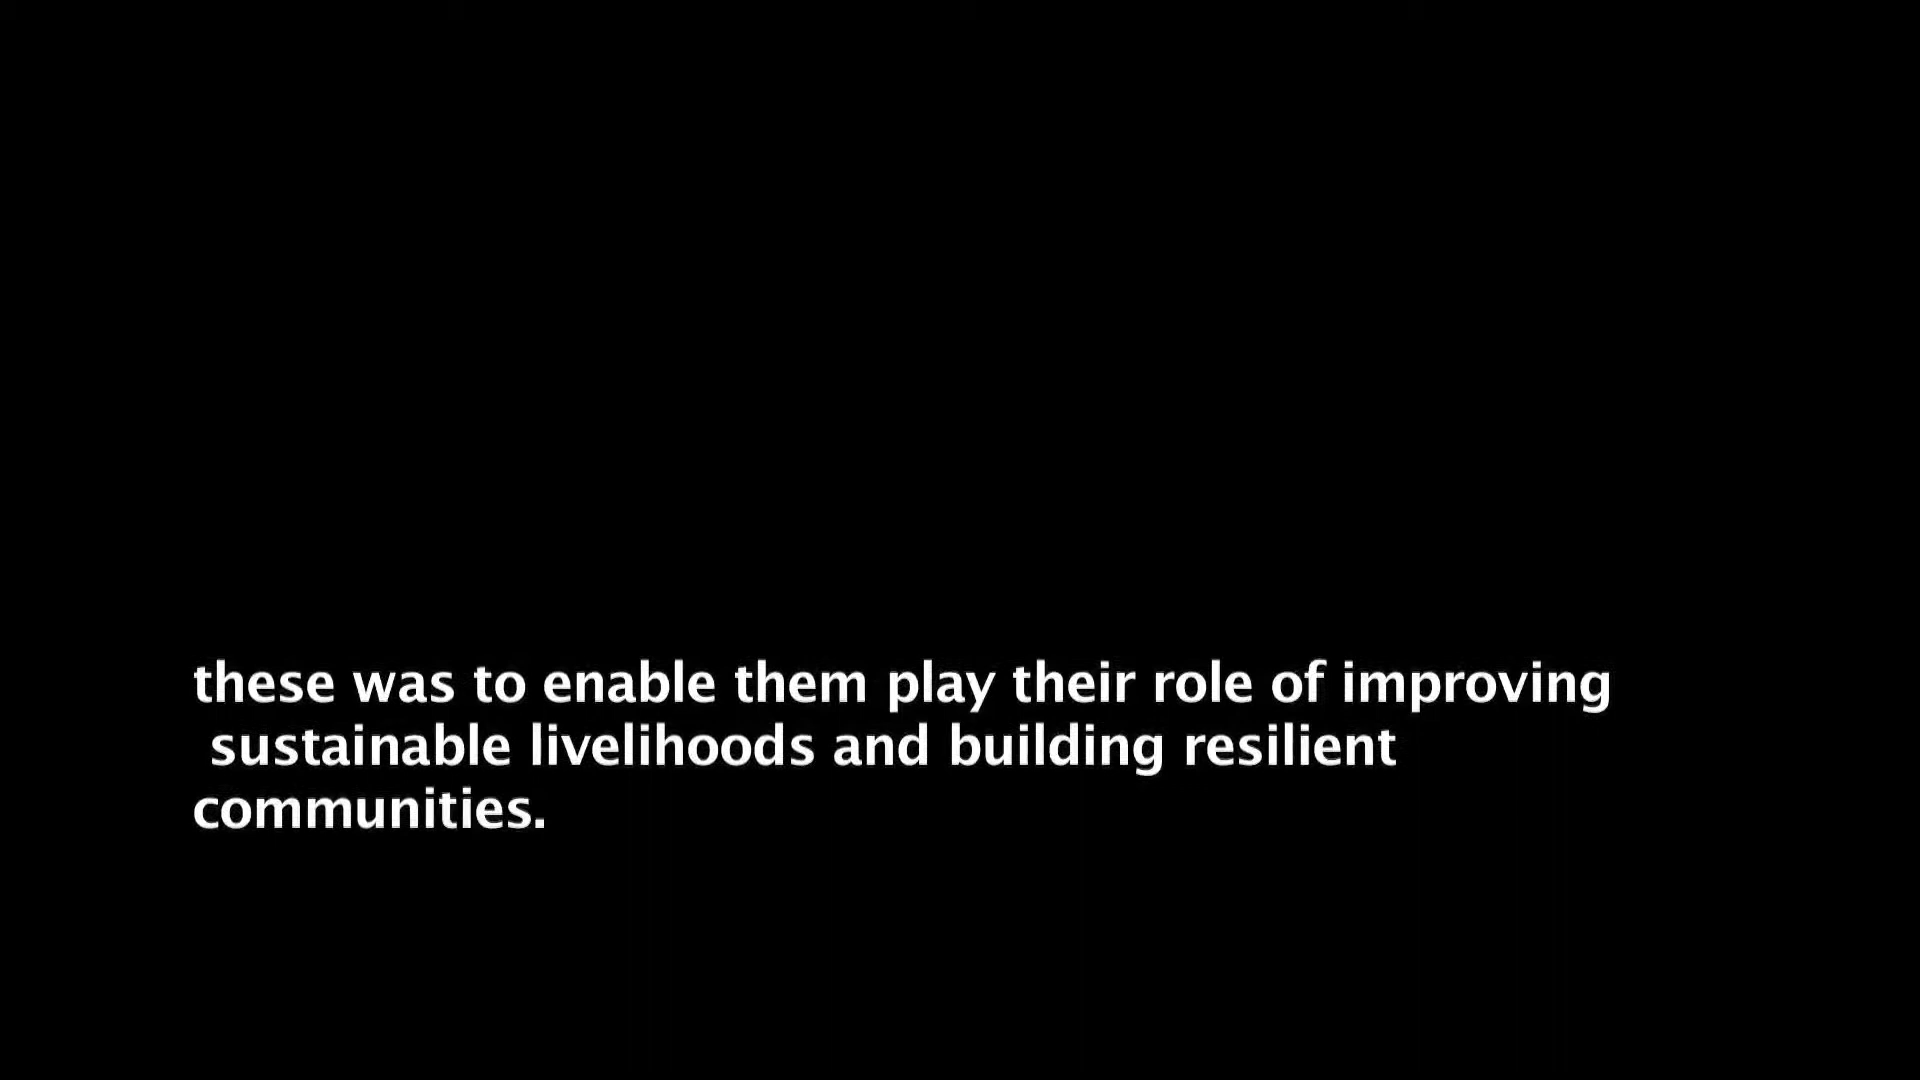 these was to enable them play their role of improving
sustainable livelihoods and building resilient
communities.